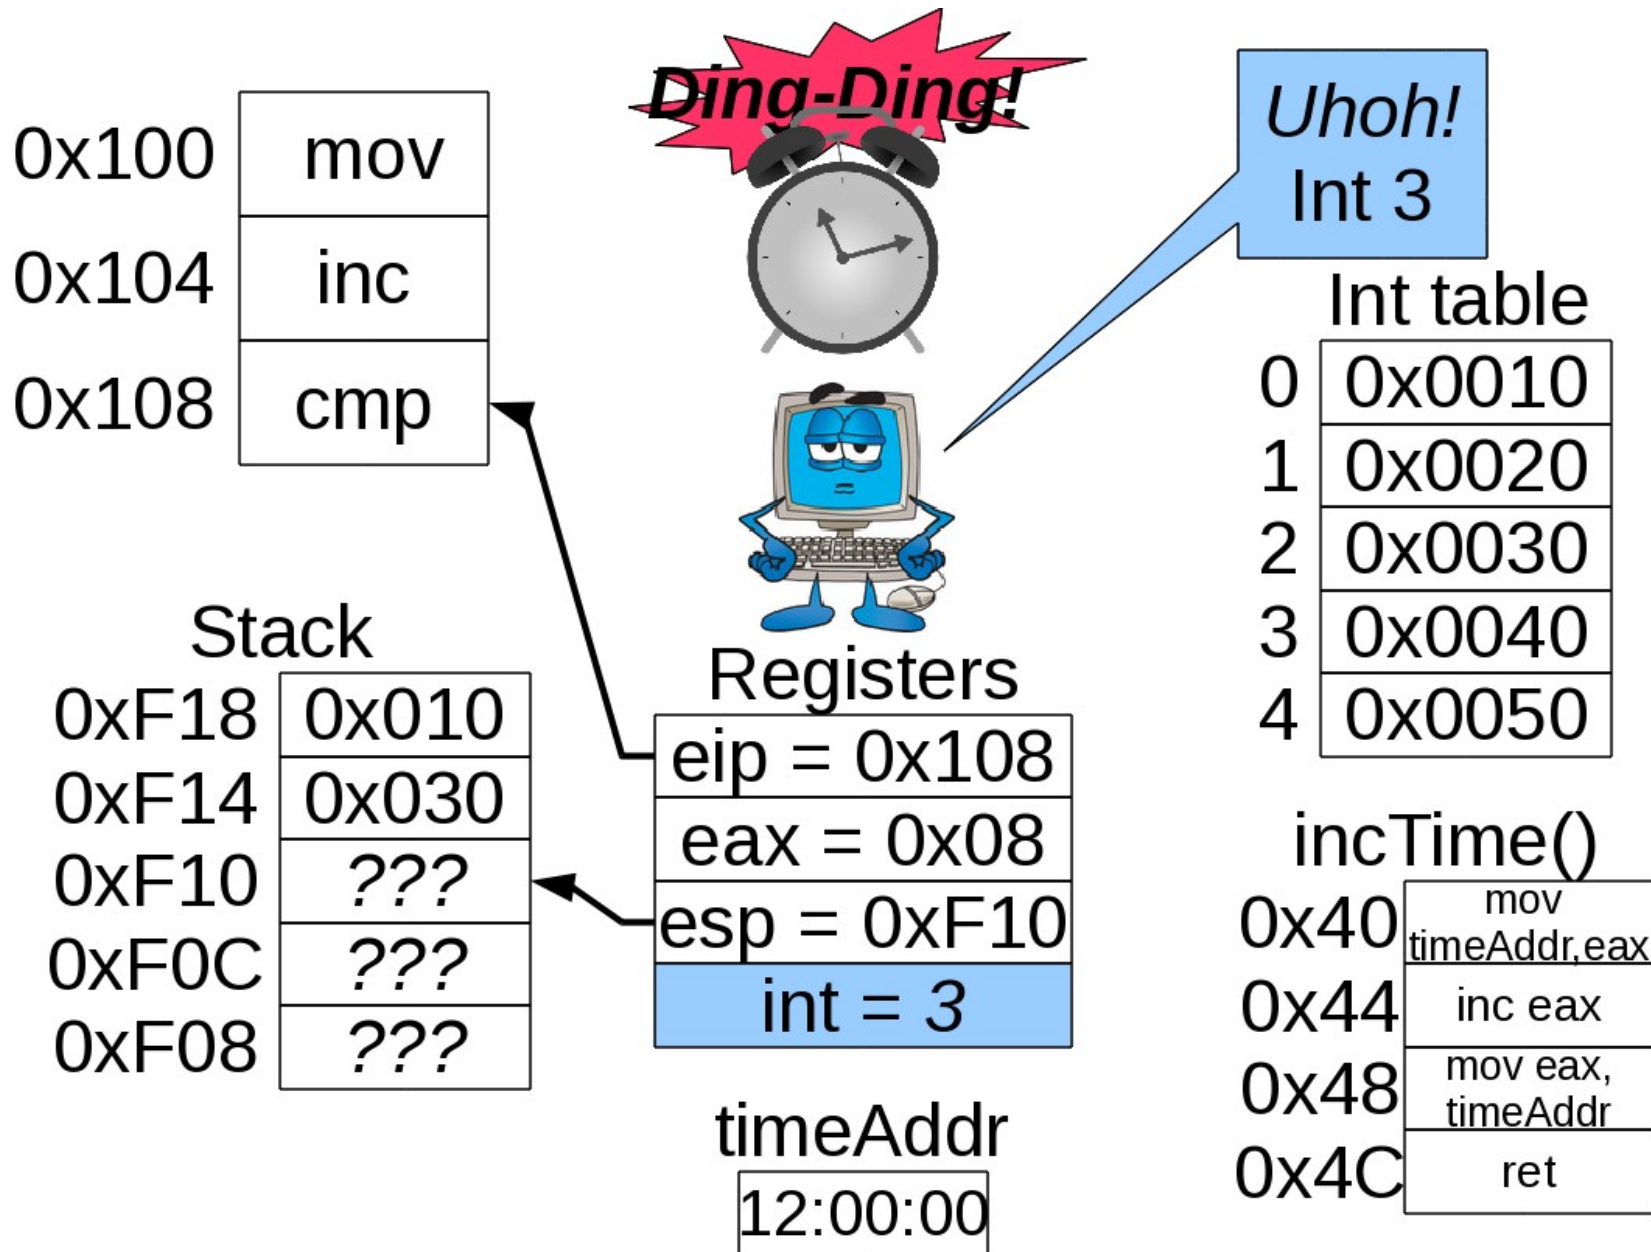 Ding-Ding!
Uhoh!
Int 3
0x100 mov
0x104 inc
0x108 cmp
Int table
0 0x0010
1 0x0020
2 0x0030
3 0x0040
4 0x0050
Stack
0xF18 0x010
0xF14 0x030
0xF10 ???
0xF0C ???
0xF08 ???
Registers
eip = 0x108
eax = 0x08
esp = 0xF10
int = 3
timeAddr
12:00:00
incTime()
0x40 mov
timeAddr,eax
0x44 inc eax
0x48 mov eax,
timeAddr
0x4C ret